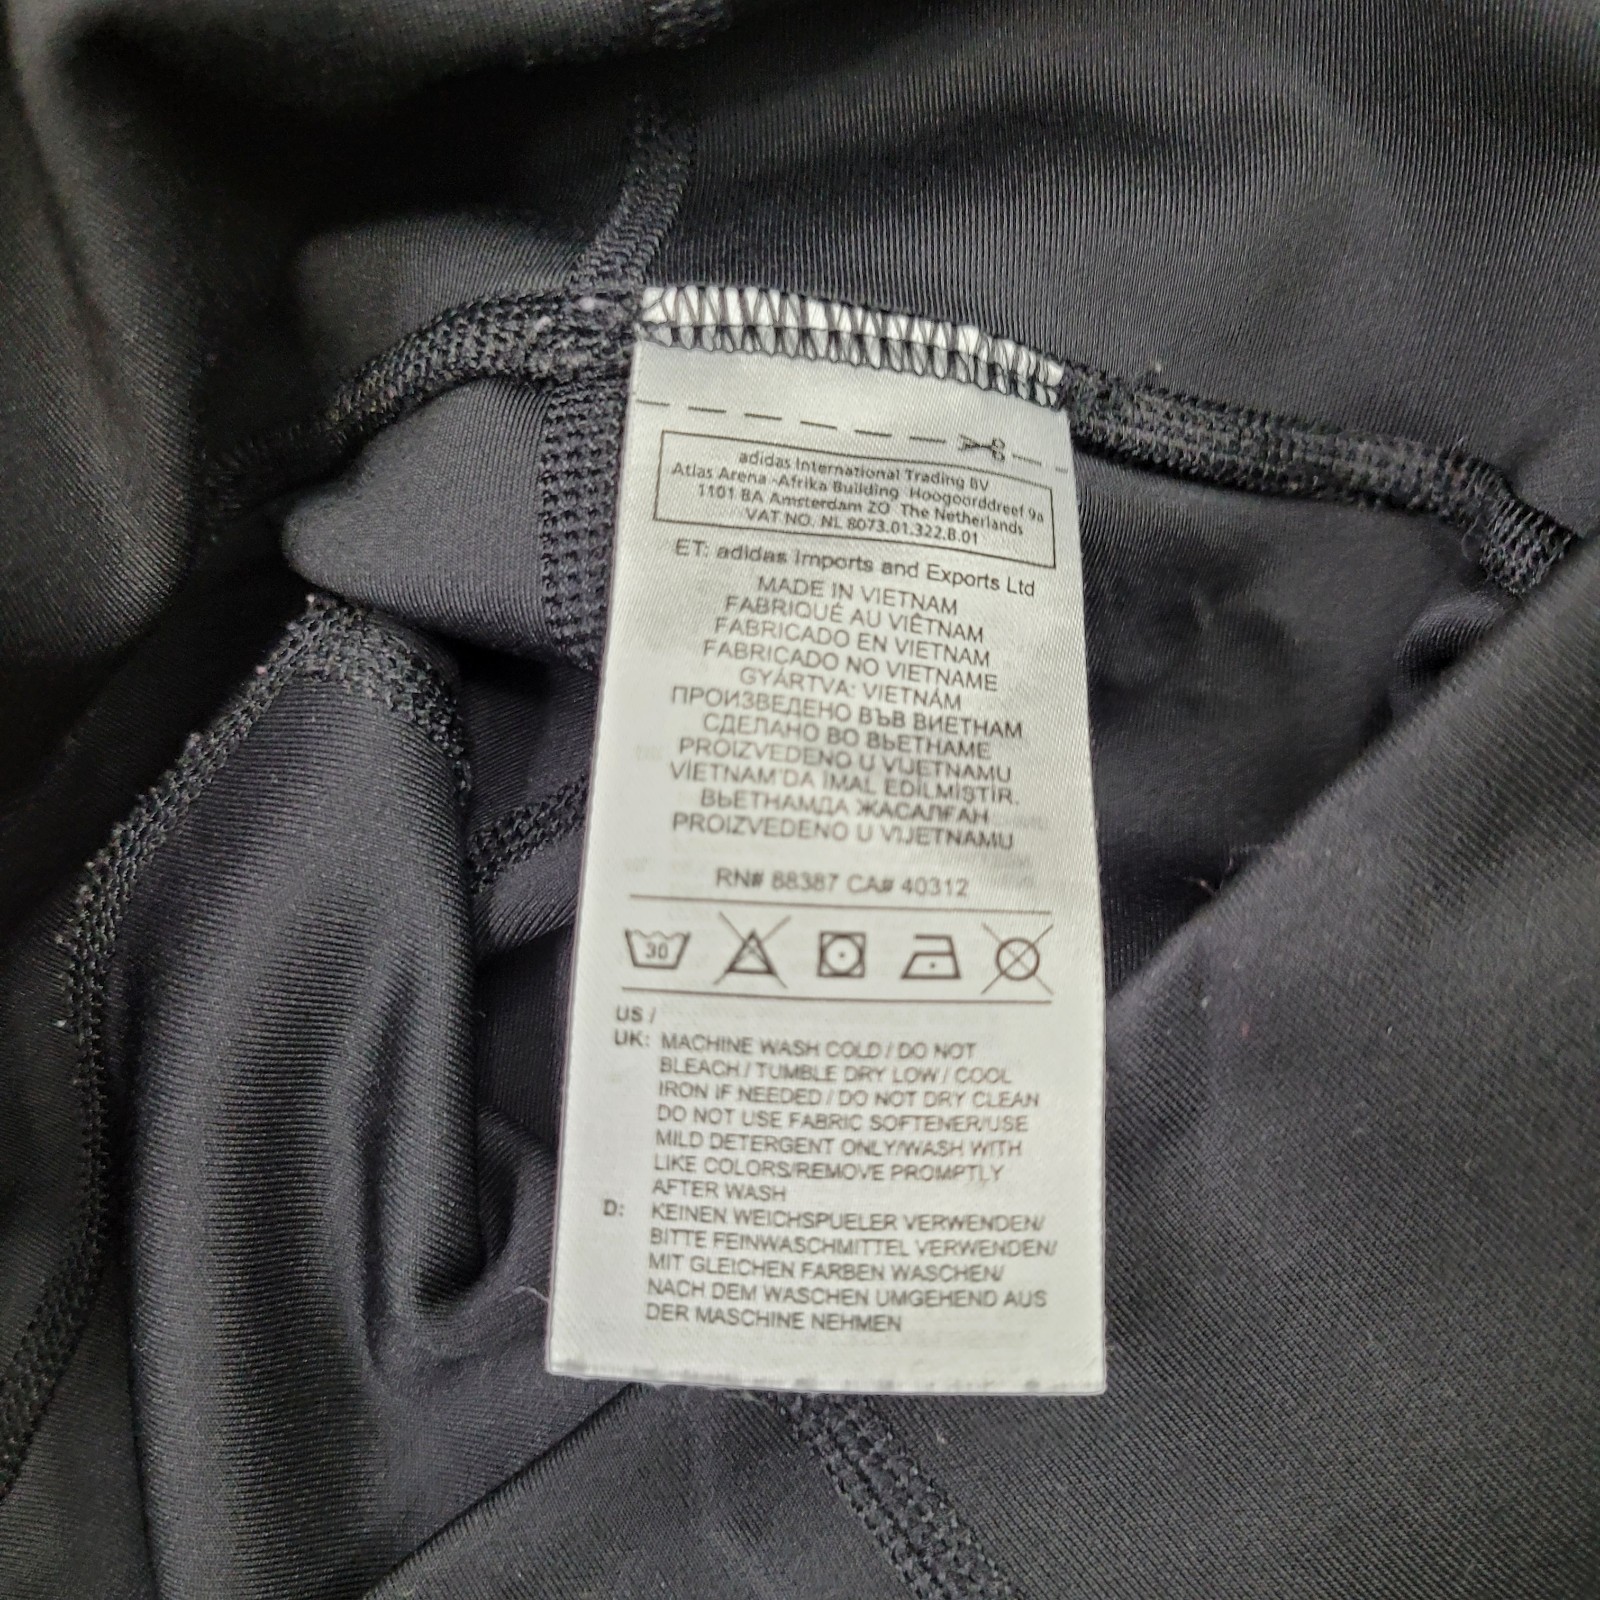 adidas International Trading BV
Atlas Arena -Afrika Building Hoogoorddreef 9a
1101 BA Amsterdam ZO The Netherlands
VAT NO. NL 8073.01.322.B.01
ET: adidas Imports and Exports Ltd
MADE IN VIETNAM
FABRIQUÉ AU VIÊTNAM
FABRICADO EN VIETNAM
FABRICADO NO VIETNAME
GYÁRTVA: VIETNÁM
ПРОИЗВЕДЕНО ВЪВ ВИЕТНАМ
СДЕЛАНО ВО ВЬЕТНАМЕ
PROIZVEDENO U VIJETNAMU
VİETNAM'DA İMAL EDİLMİŞTİR.
ВЬЕТНАМДА ЖАСАЛҒАН
PROIZVEDENO U VIJETNAMU
RN# 88387 CA# 40312
30
US /
UK: MACHINE WASH COLD / DO NOT
BLEACH / TUMBLE DRY LOW / COOL
IRON IF NEEDED / DO NOT DRY CLEAN
DO NOT USE FABRIC SOFTENER/USE
MILD DETERGENT ONLY/WASH WITH
LIKE COLORS/REMOVE PROMPTLY
AFTER WASH
D: KEINEN WEICHSPUELER VERWENDEN/
BITTE FEINWASCHMITTEL VERWENDEN/
MIT GLEICHEN FARBEN WASCHEN/
NACH DEM WASCHEN UMGEHEND AUS
DER MASCHINE NEHMEN